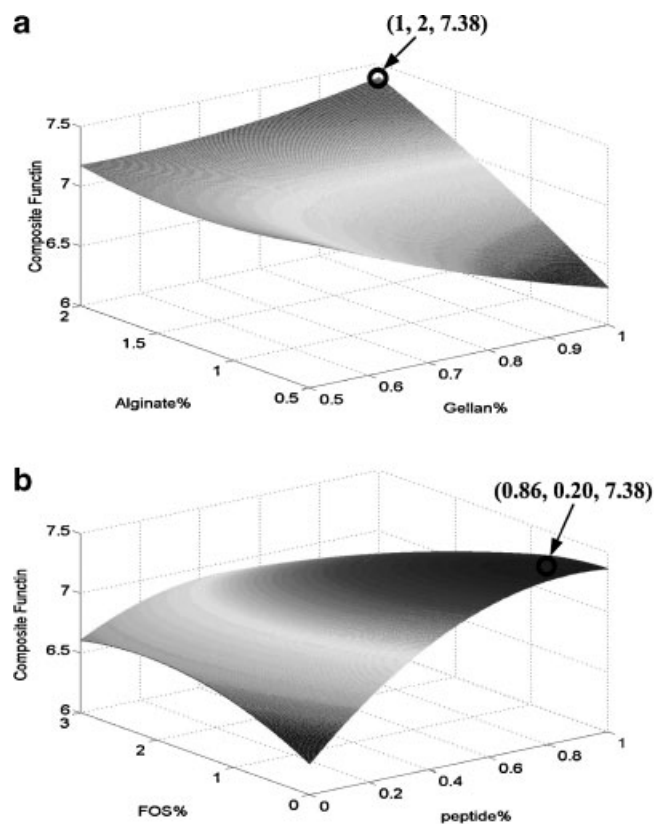 a
(1, 2, 7.38)
7.5
7
6.5
6
Composite Functin
2
1.5
1
0.5
Alginate%
0.5
0.6
0.7
0.8
0.9
1
Gellan%
b
(0.86, 0.20, 7.38)
7.5
7
6.5
6
Composite Functin
3
2
1
0
FOS%
0
0.2
0.4
0.6
0.8
1
peptide%